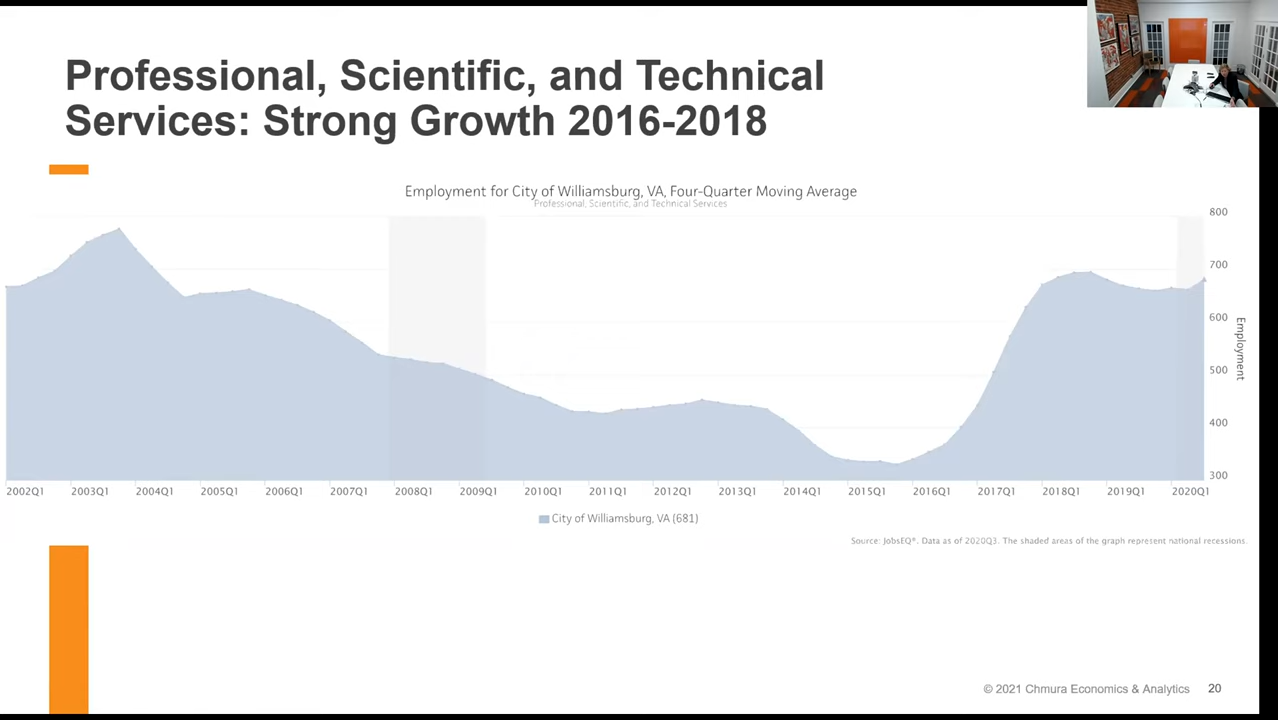 Professional, Scientific, and Technical
Services: Strong Growth 2016-2018
Employment for City of Williamsburg, VA, Four-Quarter Moving Average
Professional, Scientific, and Technical Services
800
700
600
500
400
300
Employment
2002Q1 2003Q1 2004Q1 2005Q1 2006Q1 2007Q1 2008Q1 2009Q1 2010Q1 2011Q1 2012Q1 2013Q1 2014Q1 2015Q1 2016Q1 2017Q1 2018Q1 2019Q1 2020Q1
City of Williamsburg, VA (681)
Source: JobsEQ®. Data as of 2020Q3. The shaded areas of the graph represent national recessions.
© 2021 Chmura Economics & Analytics 20